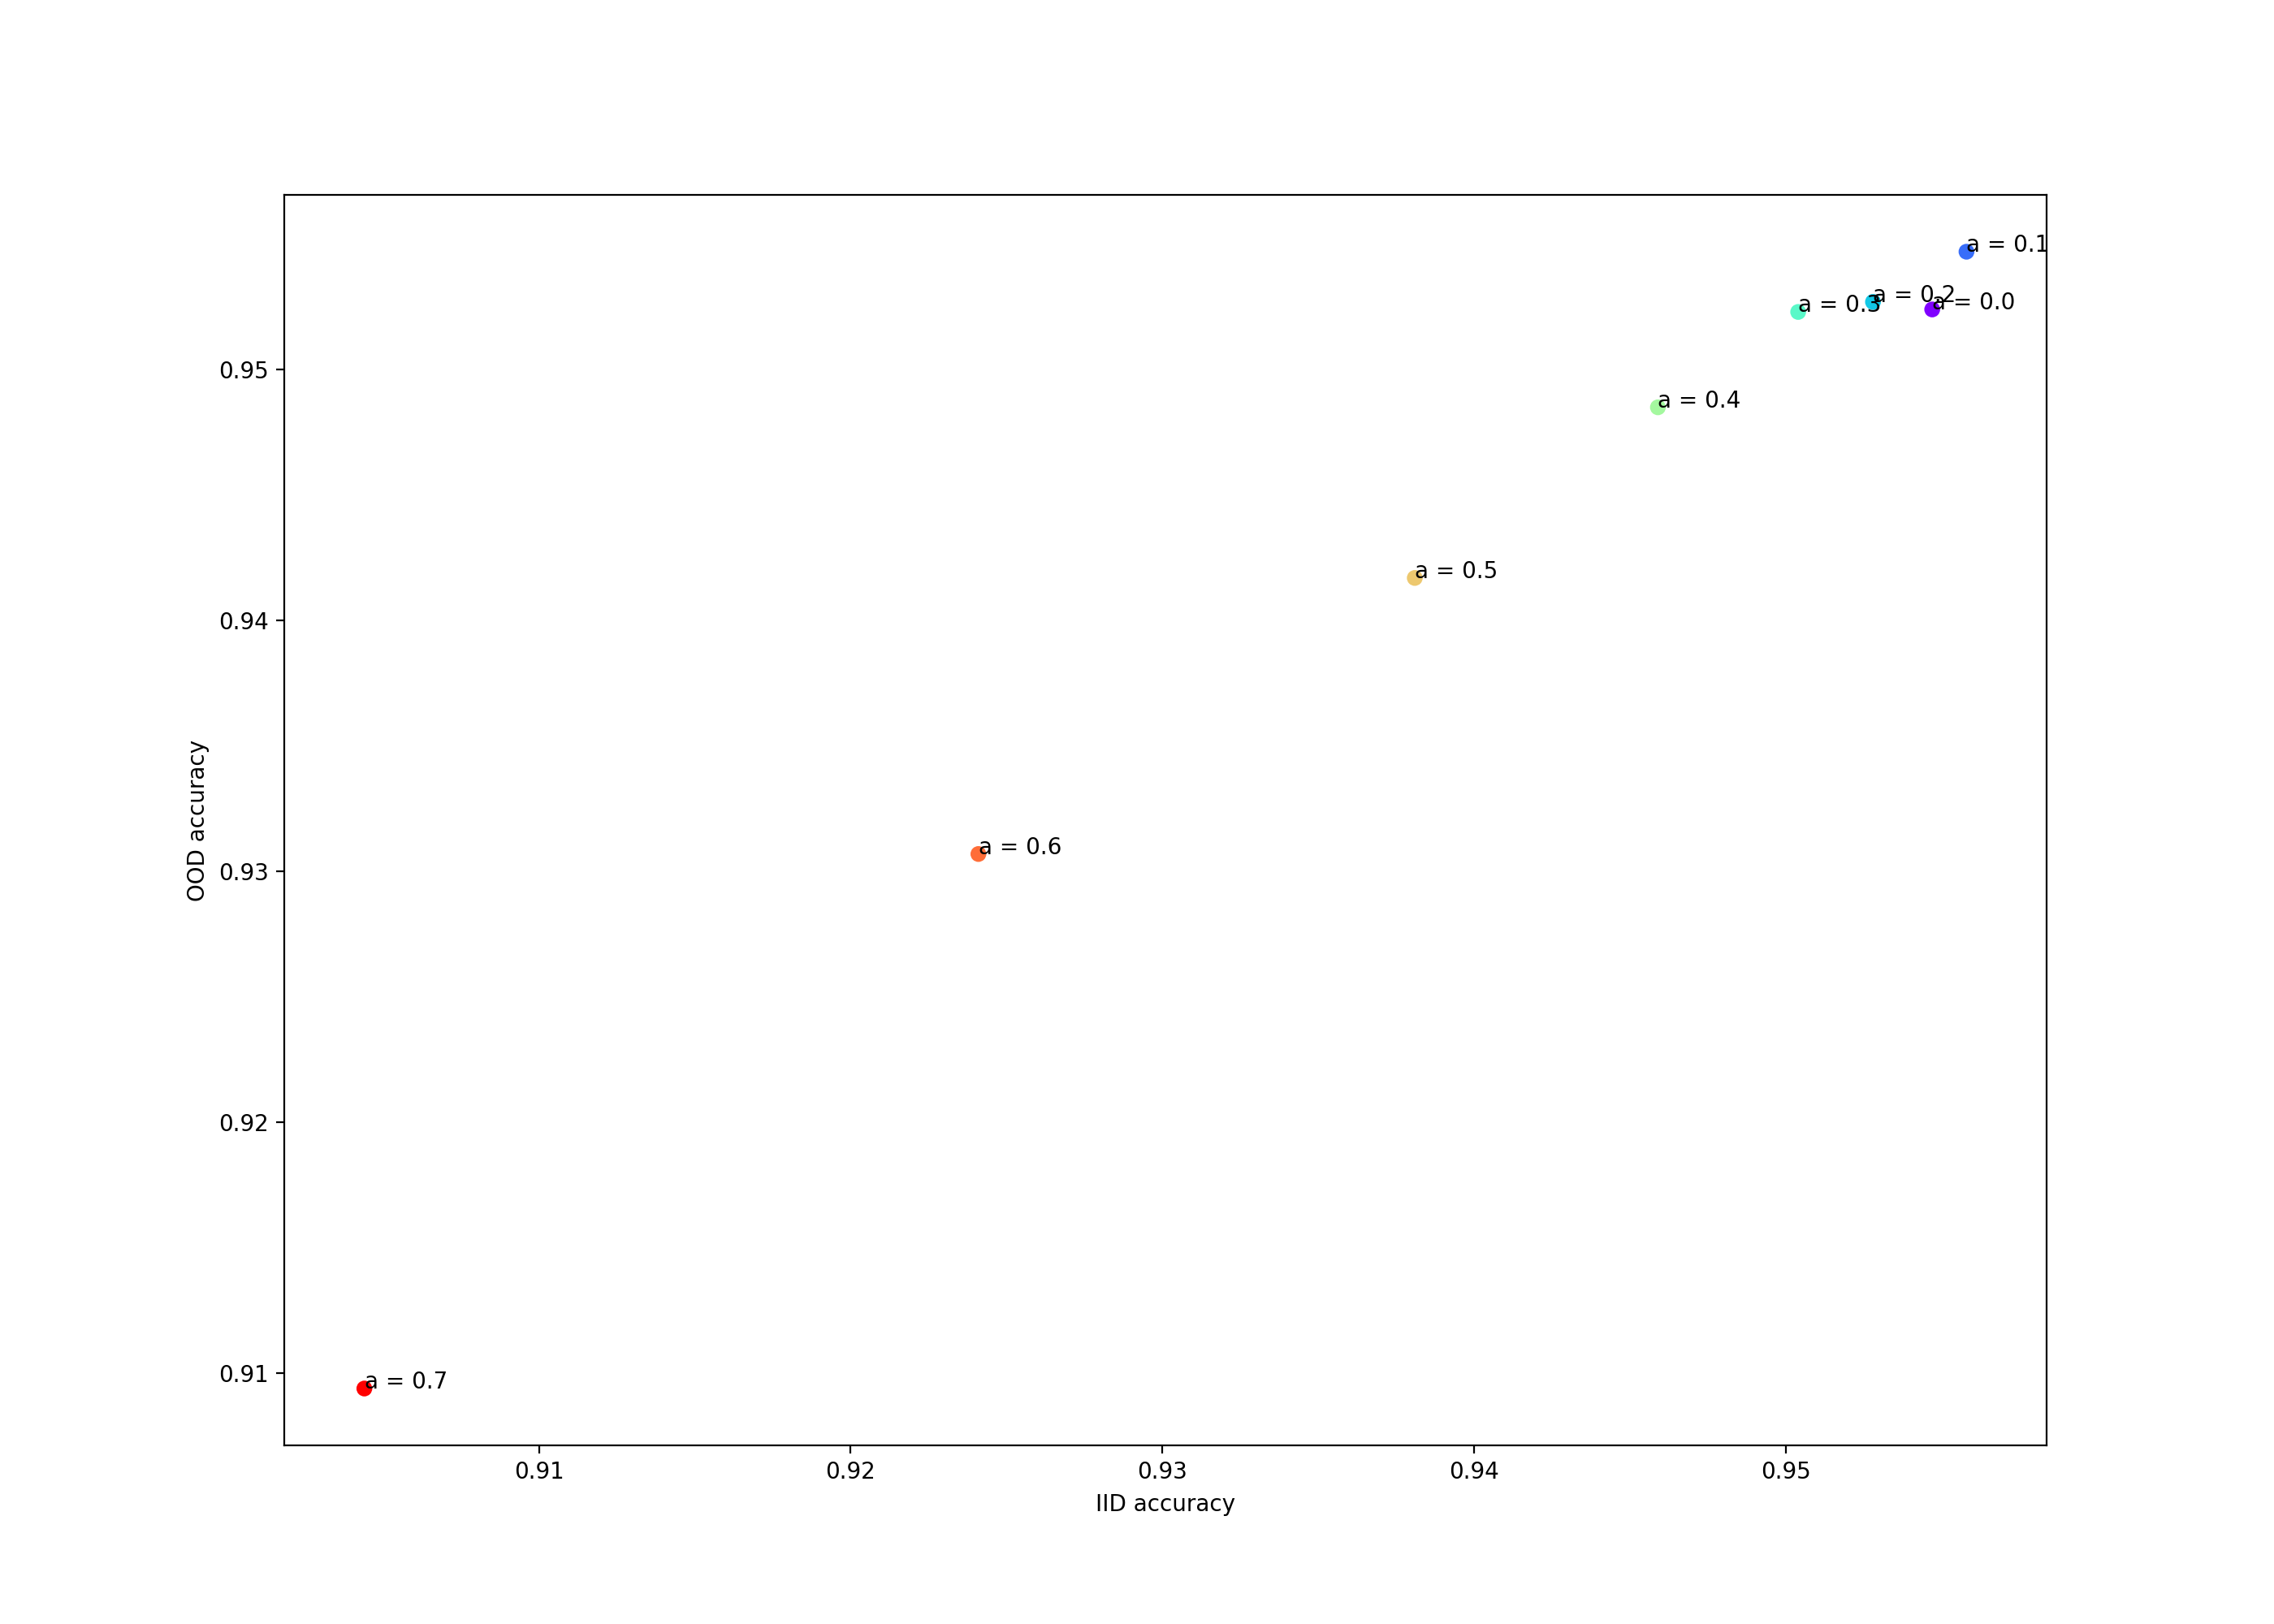 a = 0.1
a = 0.2
a = 0.0
a = 0.3
0.95
a = 0.4
a = 0.5
0.94
a = 0.6
0.93
OOD accuracy
0.92
0.91
a = 0.7
0.91 0.92 0.93 0.94 0.95
IID accuracy